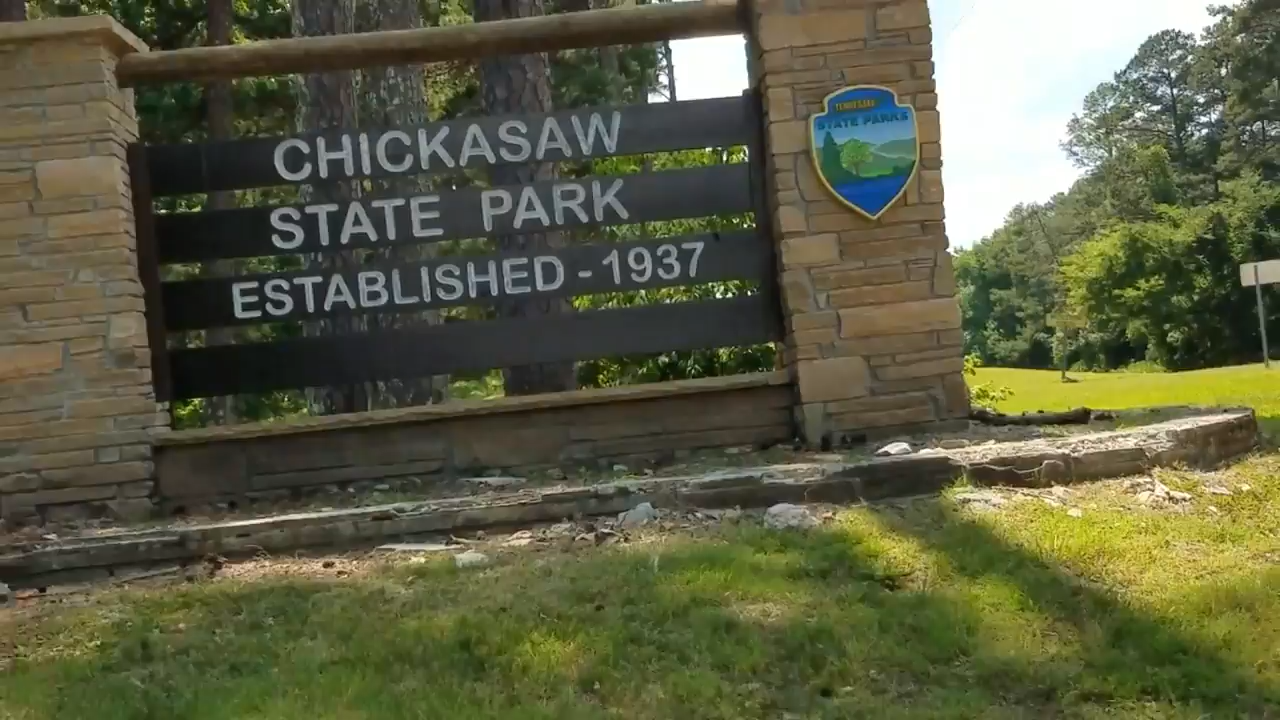 CHICKASAW
STATE PARK
ESTABLISHED - 1937
TENNESSEE
STATE PARKS